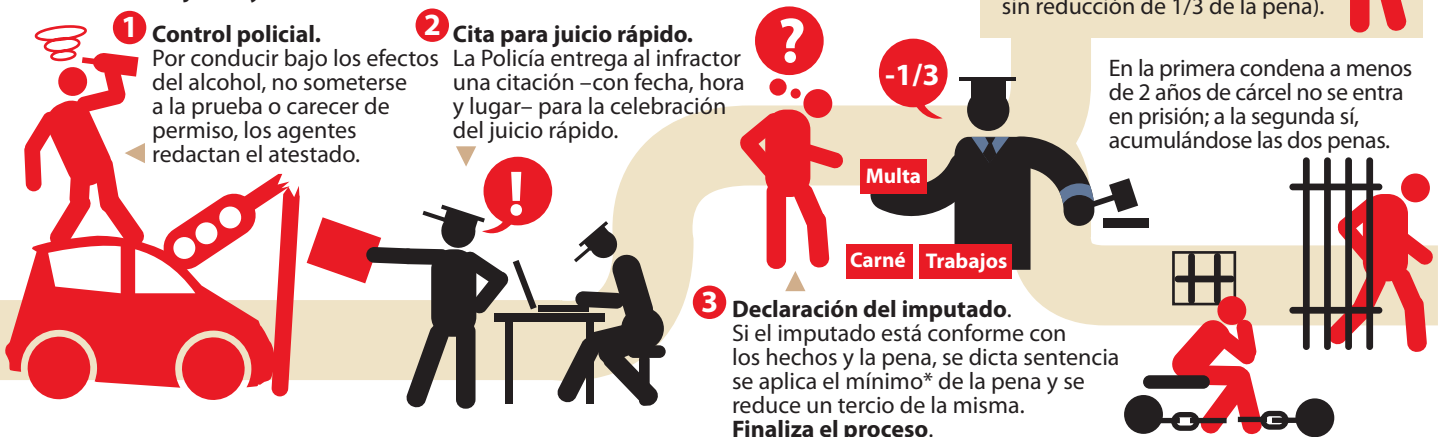 1 Control policial.
Por conducir bajo los efectos
del alcohol, no someterse
a la prueba o carecer de
permiso, los agentes
redactan el atestado.
2 Cita para juicio rápido.
La Policía entrega al infractor
una citación –con fecha, hora
y lugar– para la celebración
del juicio rápido.
!
?
-1/3
Multa
Carné Trabajos
3 Declaración del imputado.
Si el imputado está conforme con
los hechos y la pena, se dicta sentencia
se aplica el mínimo* de la pena y se
reduce un tercio de la misma.
Finaliza el proceso.
sin reducción de 1/3 de la pena).
En la primera condena a menos
de 2 años de cárcel no se entra
en prisión; a la segunda sí,
acumulándose las dos penas.